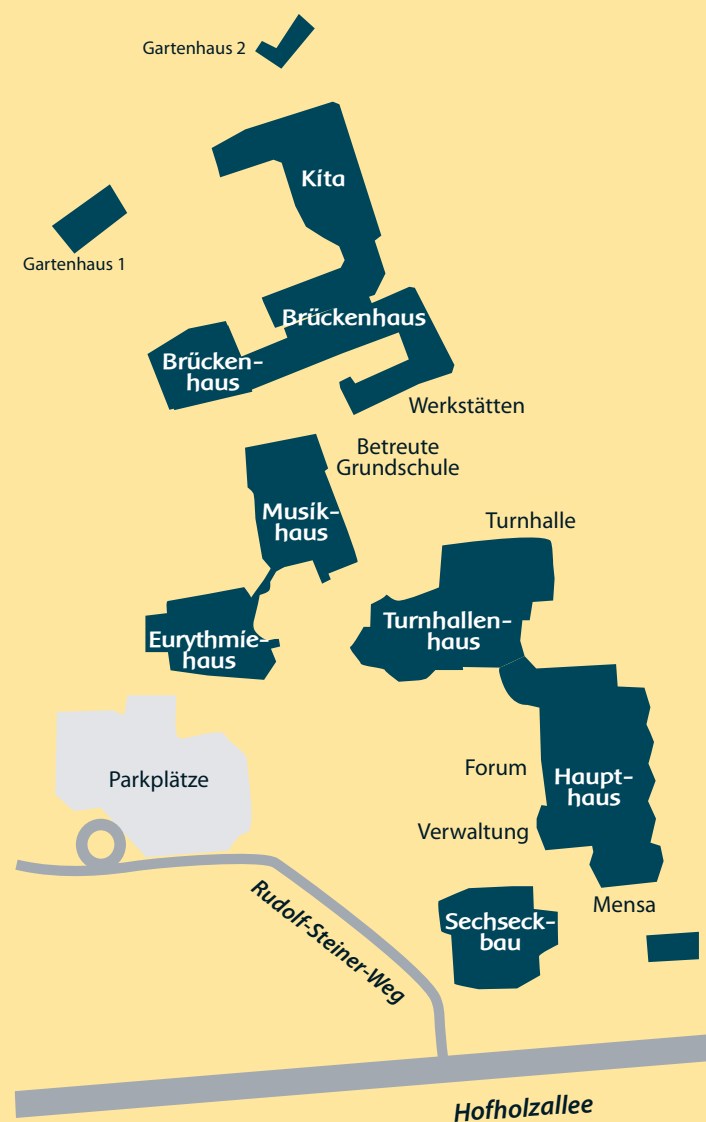 Gartenhaus 2
Kita
Gartenhaus 1
Brückenhaus
Brücken-
haus
Werkstätten
Betreute
Grundschule
Musik-
haus
Turnhalle
Turnhallen-
haus
Eurythmie-
haus
Forum
Haupt-
haus
Parkplätze
Verwaltung
Mensa
Rudolf-Steiner-Weg
Sechseck-
bau
Hofholzallee